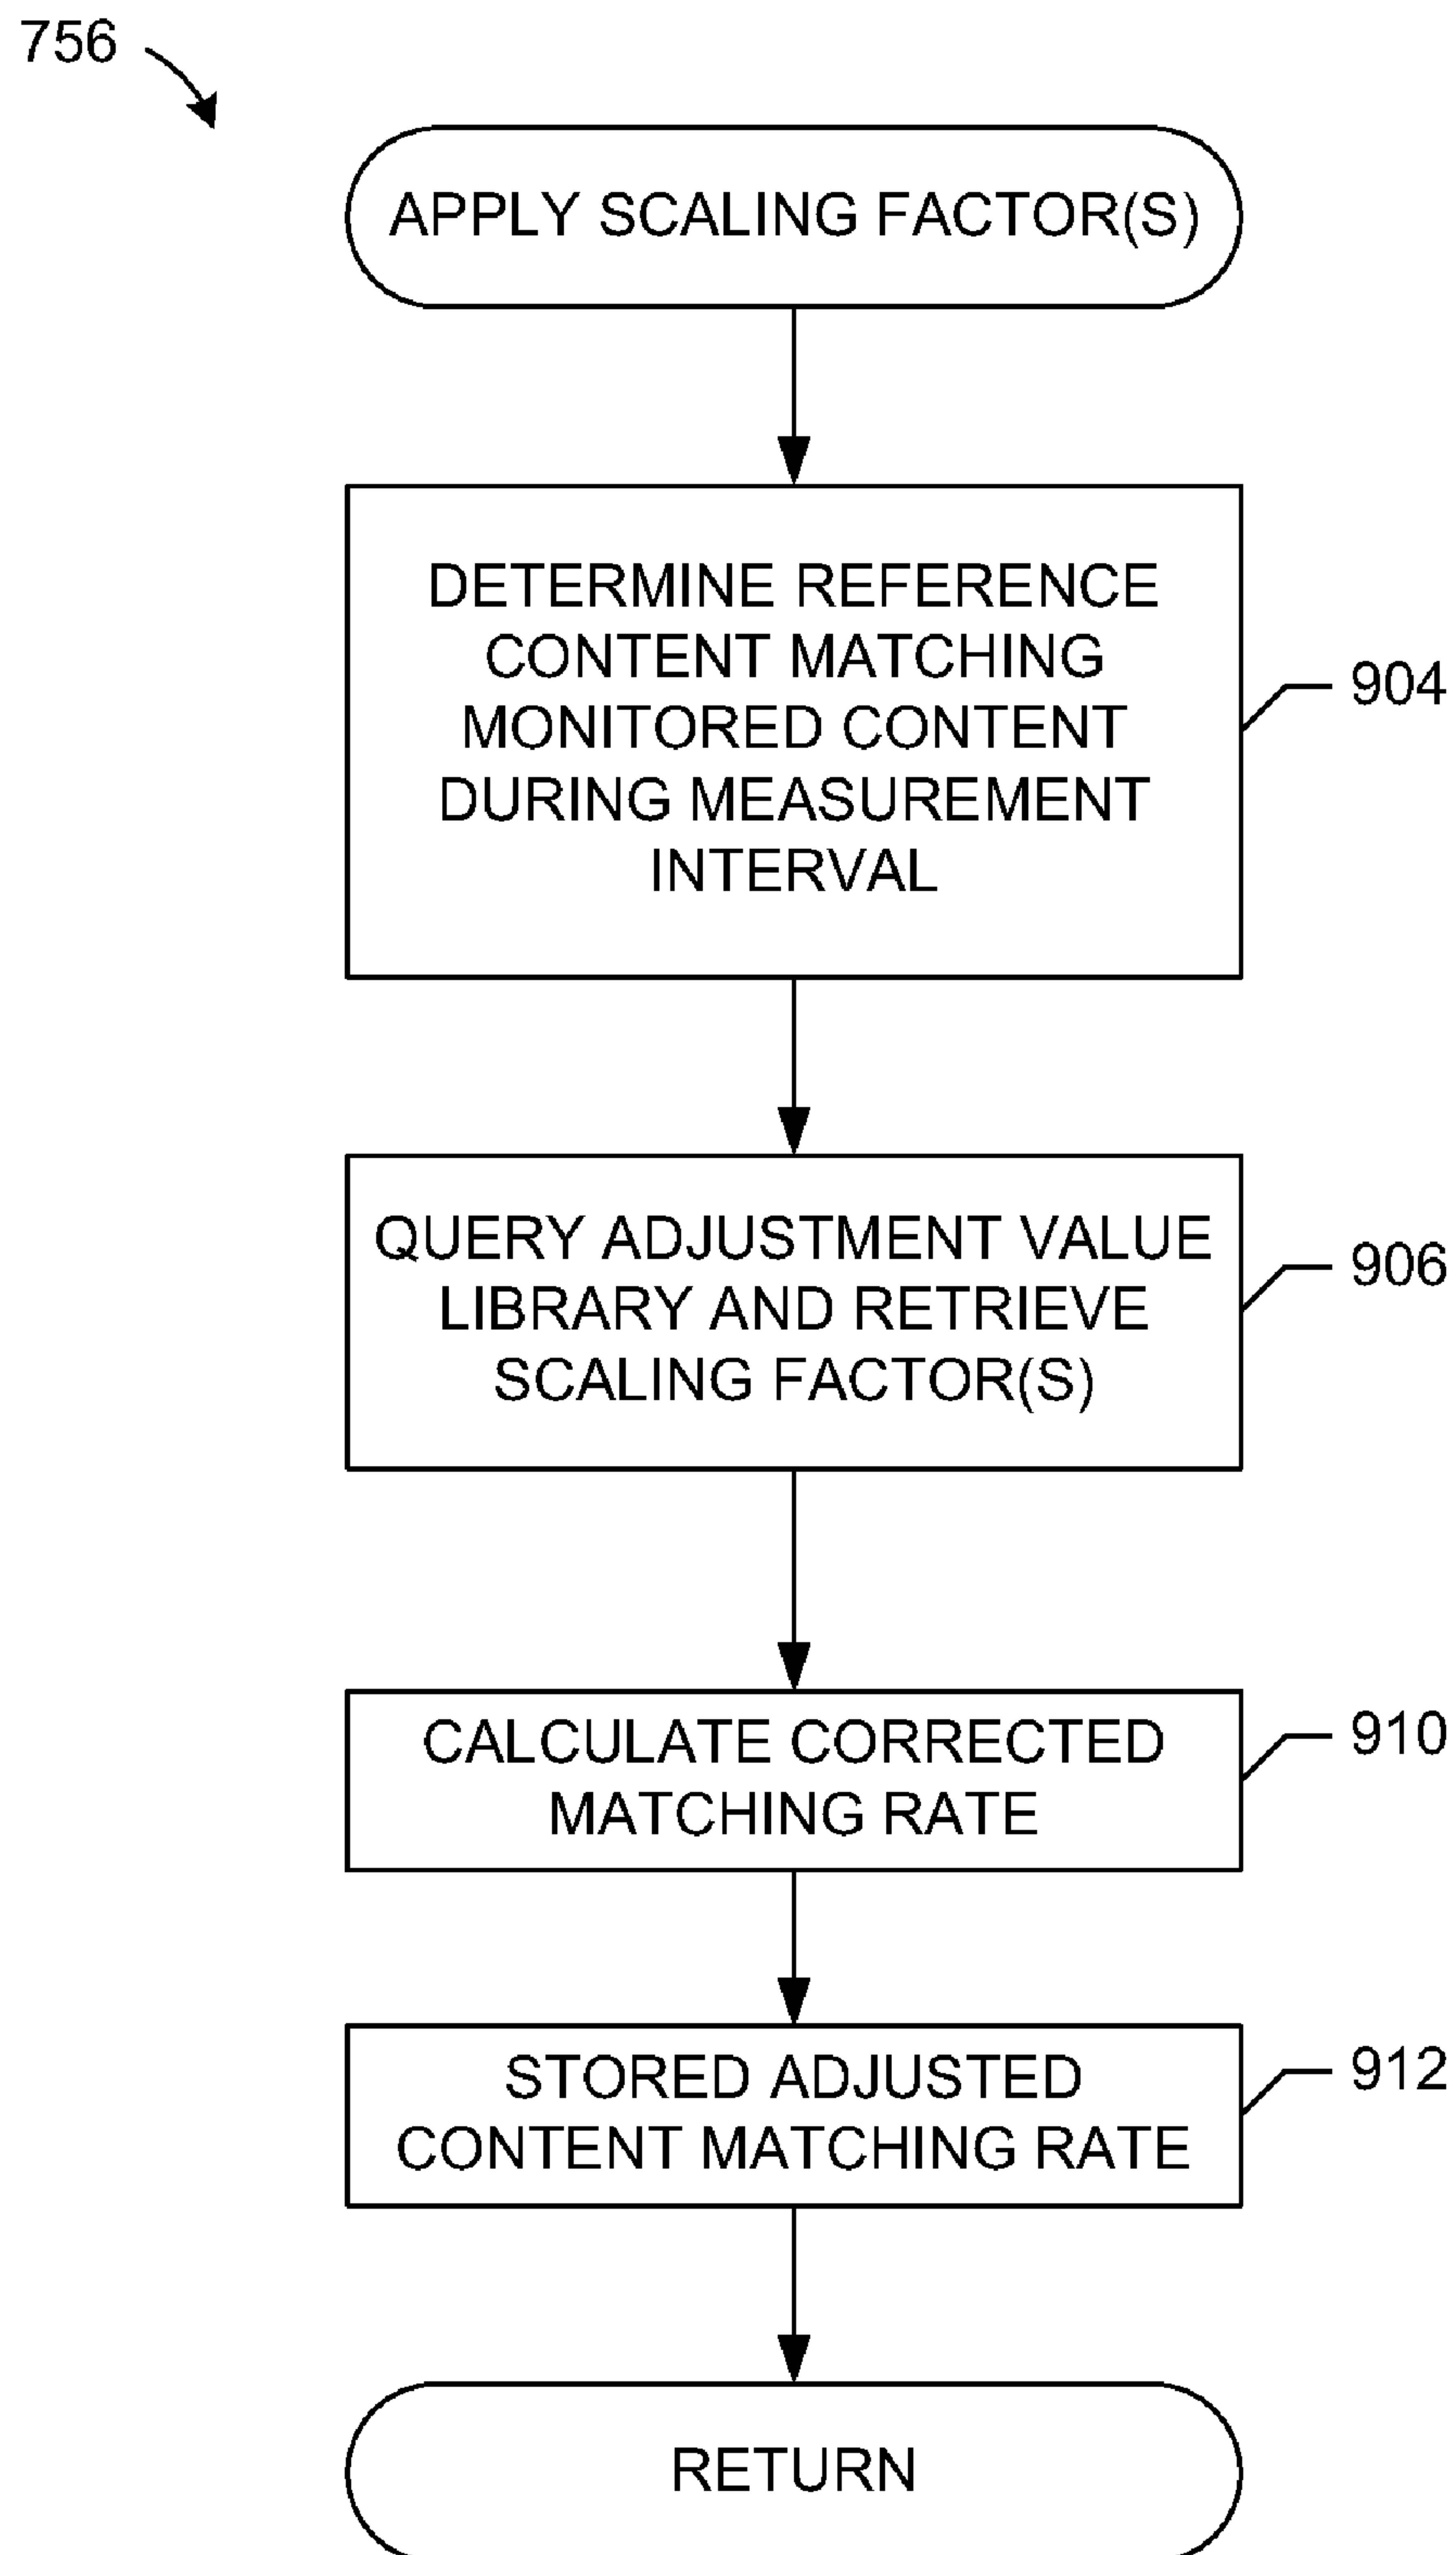 756
APPLY SCALING FACTOR(S)
DETERMINE REFERENCE
CONTENT MATCHING
MONITORED CONTENT
DURING MEASUREMENT
INTERVAL
904
QUERY ADJUSTMENT VALUE
LIBRARY AND RETRIEVE
SCALING FACTOR(S)
906
CALCULATE CORRECTED
MATCHING RATE
910
STORED ADJUSTED
CONTENT MATCHING RATE
912
RETURN